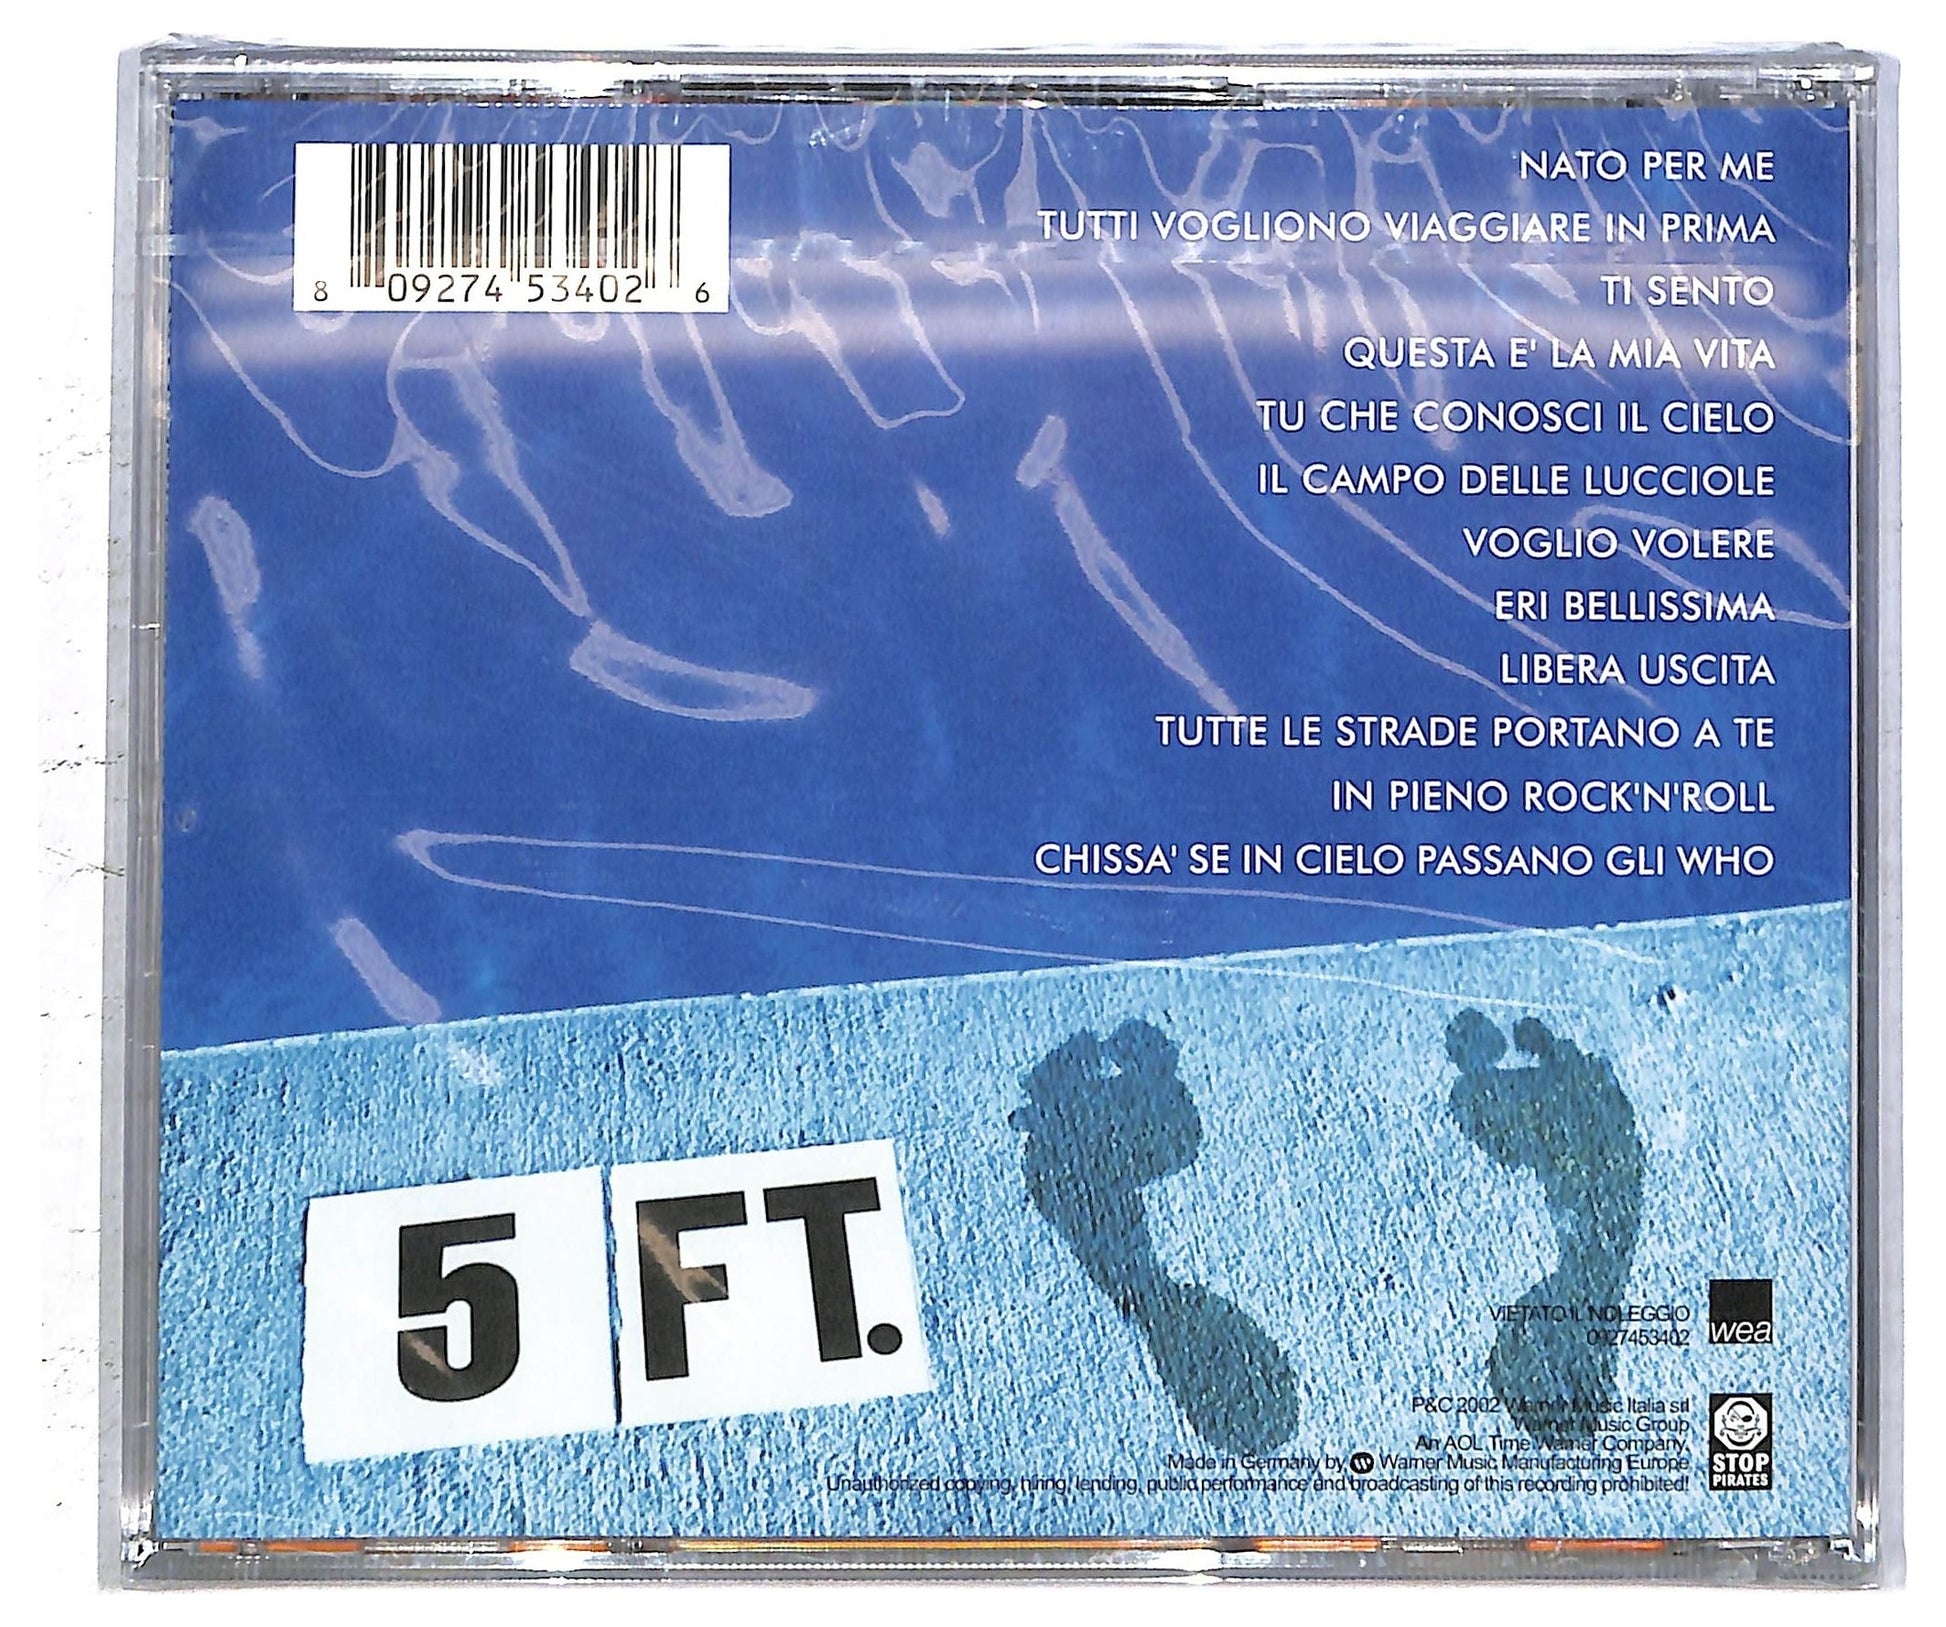 8 09274 53402 6
NATO PER ME
TUTTI VOGLIONO VIAGGIARE IN PRIMA
TI SENTO
QUESTA E' LA MIA VITA
TU CHE CONOSCI IL CIELO
IL CAMPO DELLE LUCCIOLE
VOGLIO VOLERE
ERI BELLISSIMA
LIBERA USCITA
TUTTE LE STRADE PORTANO A TE
IN PIENO ROCK'N'ROLL
CHISSA' SE IN CIELO PASSANO GLI WHO
5 FT.
VIETATO IL NOLEGGIO
0927453402
wea
P&C 2002 Warner Music Italia srl
Warner Music Group
An AOL Time Warner Company.
Made in Germany by Warner Music Manufacturing Europe
Unauthorized copying, hiring, lending, public performance and broadcasting of this recording prohibited!
STOP
PIRATES